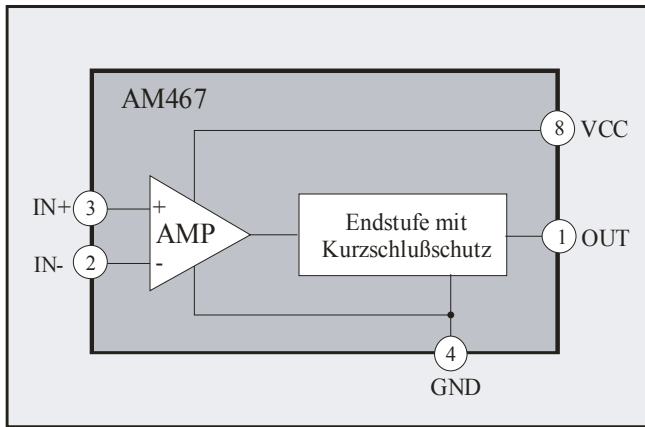 AM467
8 VCC
IN+ 3
+
AMP
-
IN- 2
Endstufe mit
Kurzschlußschutz
1 OUT
4
GND